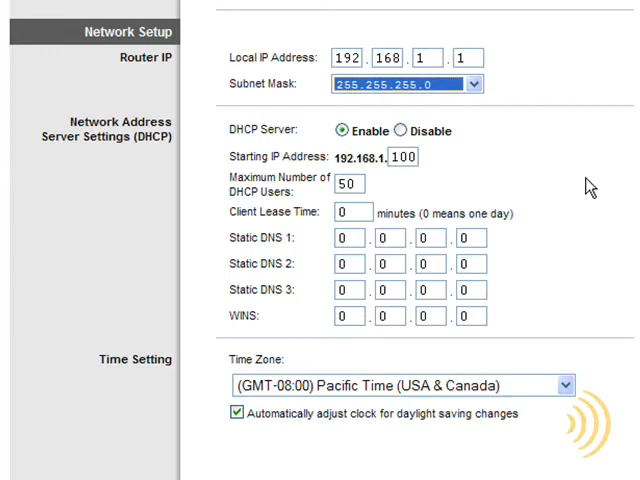 Network Setup
Router IP
Local IP Address: 192 . 168 . 1 . 1
Subnet Mask: 255.255.255.0
Network Address
Server Settings (DHCP)
DHCP Server: Enable Disable
Starting IP Address: 192.168.1. 100
Maximum Number of
DHCP Users: 50
Client Lease Time: 0 minutes (0 means one day)
Static DNS 1: 0 . 0 . 0 . 0
Static DNS 2: 0 . 0 . 0 . 0
Static DNS 3: 0 . 0 . 0 . 0
WINS: 0 . 0 . 0 . 0
Time Setting
Time Zone:
(GMT-08:00) Pacific Time (USA & Canada)
Automatically adjust clock for daylight saving changes